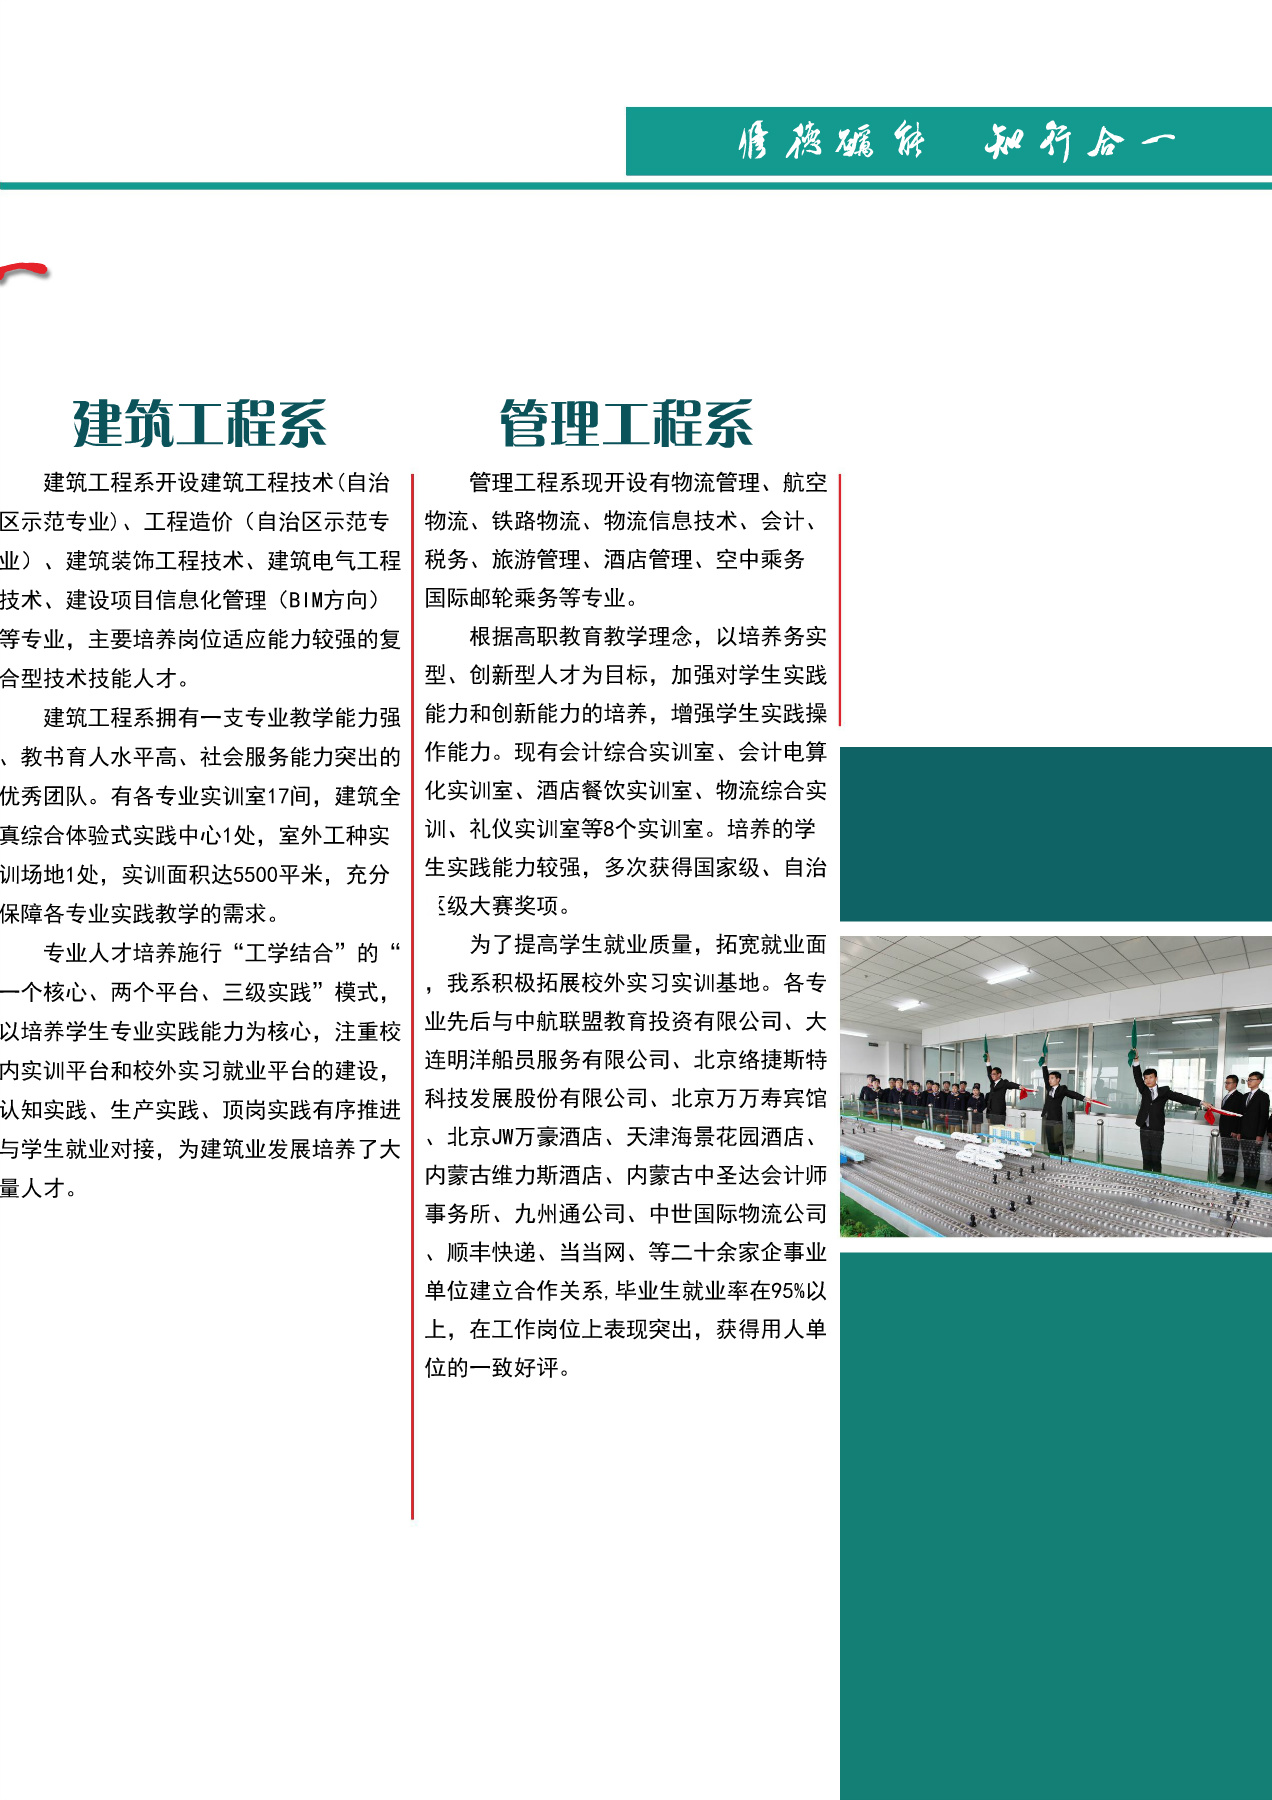 修德砺能 知行合一
建筑工程系
建筑工程系开设建筑工程技术(自治
区示范专业)、工程造价（自治区示范专
业）、建筑装饰工程技术、建筑电气工程
技术、建设项目信息化管理（BIM方向）
等专业，主要培养岗位适应能力较强的复
合型技术技能人才。
建筑工程系拥有一支专业教学能力强
、教书育人水平高、社会服务能力突出的
优秀团队。有各专业实训室17间，建筑全
真综合体验式实践中心1处，室外工种实
训场地1处，实训面积达5500平米，充分
保障各专业实践教学的需求。
专业人才培养施行“工学结合”的“
一个核心、两个平台、三级实践”模式，
以培养学生专业实践能力为核心，注重校
内实训平台和校外实习就业平台的建设，
认知实践、生产实践、顶岗实践有序推进
与学生就业对接，为建筑业发展培养了大
量人才。
管理工程系
管理工程系现开设有物流管理、航空
物流、铁路物流、物流信息技术、会计、
税务、旅游管理、酒店管理、空中乘务
国际邮轮乘务等专业。
根据高职教育教学理念，以培养务实
型、创新型人才为目标，加强对学生实践
能力和创新能力的培养，增强学生实践操
作能力。现有会计综合实训室、会计电算
化实训室、酒店餐饮实训室、物流综合实
训、礼仪实训室等8个实训室。培养的学
生实践能力较强，多次获得国家级、自治
区级大赛奖项。
为了提高学生就业质量，拓宽就业面
，我系积极拓展校外实习实训基地。各专
业先后与中航联盟教育投资有限公司、大
连明洋船员服务有限公司、北京络捷斯特
科技发展股份有限公司、北京万万寿宾馆
、北京JW万豪酒店、天津海景花园酒店、
内蒙古维力斯酒店、内蒙古中圣达会计师
事务所、九州通公司、中世国际物流公司
、顺丰快递、当当网、等二十余家企事业
单位建立合作关系,毕业生就业率在95%以
上，在工作岗位上表现突出，获得用人单
位的一致好评。